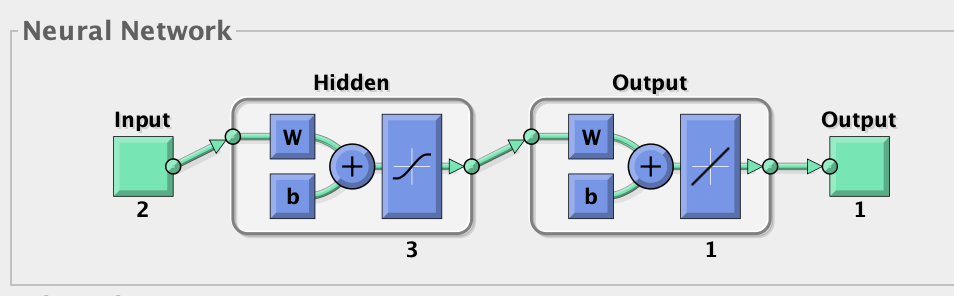 Neural Network
Hidden
Output
Input
Output
W
W
+
+
b
b
2
1
3
1